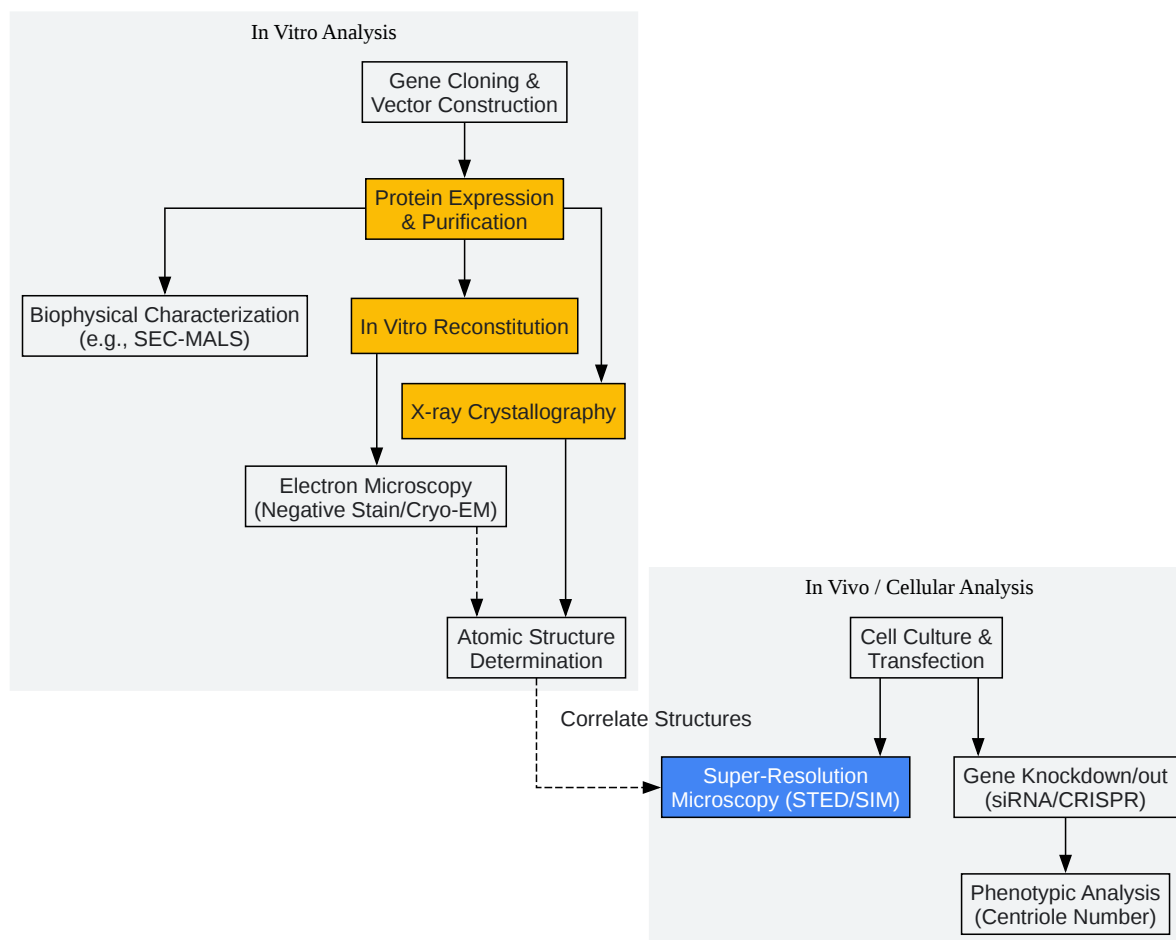 In Vitro Analysis
Gene Cloning &
Vector Construction
Protein Expression
& Purification
Biophysical Characterization
(e.g., SEC-MALS)
In Vitro Reconstitution
X-ray Crystallography
Electron Microscopy
(Negative Stain/Cryo-EM)
Atomic Structure
Determination
Correlate Structures
In Vivo / Cellular Analysis
Cell Culture &
Transfection
Super-Resolution
Microscopy (STED/SIM)
Gene Knockdown/out
(siRNA/CRISPR)
Phenotypic Analysis
(Centriole Number)